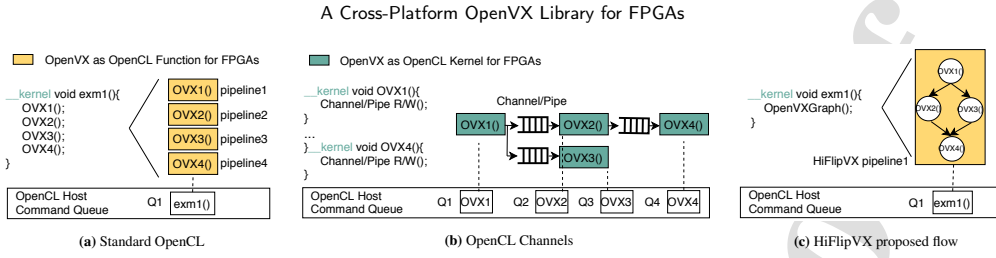 A Cross-Platform OpenVX Library for FPGAs
OpenVX as OpenCL Function for FPGAs
__kernel void exm1(){
OVX1();
OVX2();
OVX3();
OVX4();
}
OVX1() pipeline1
OVX2() pipeline2
OVX3() pipeline3
OVX4() pipeline4
OpenCL Host
Command Queue
Q1 exm1()
(a) Standard OpenCL
OpenVX as OpenCL Kernel for FPGAs
__kernel void OVX1(){
Channel/Pipe R/W();
}
...
}__kernel void OVX4(){
Channel/Pipe R/W();
}
Channel/Pipe
OVX1() OVX2() OVX4()
OVX3()
OpenCL Host
Command Queue
Q1 OVX1 Q2 OVX2 Q3 OVX3 Q4 OVX4
(b) OpenCL Channels
__kernel void exm1(){
OpenVXGraph();
}
OVX1()
OVX2() OVX3()
OVX4()
HiFlipVX pipeline1
OpenCL Host
Command Queue
Q1 exm1()
(c) HiFlipVX proposed flow